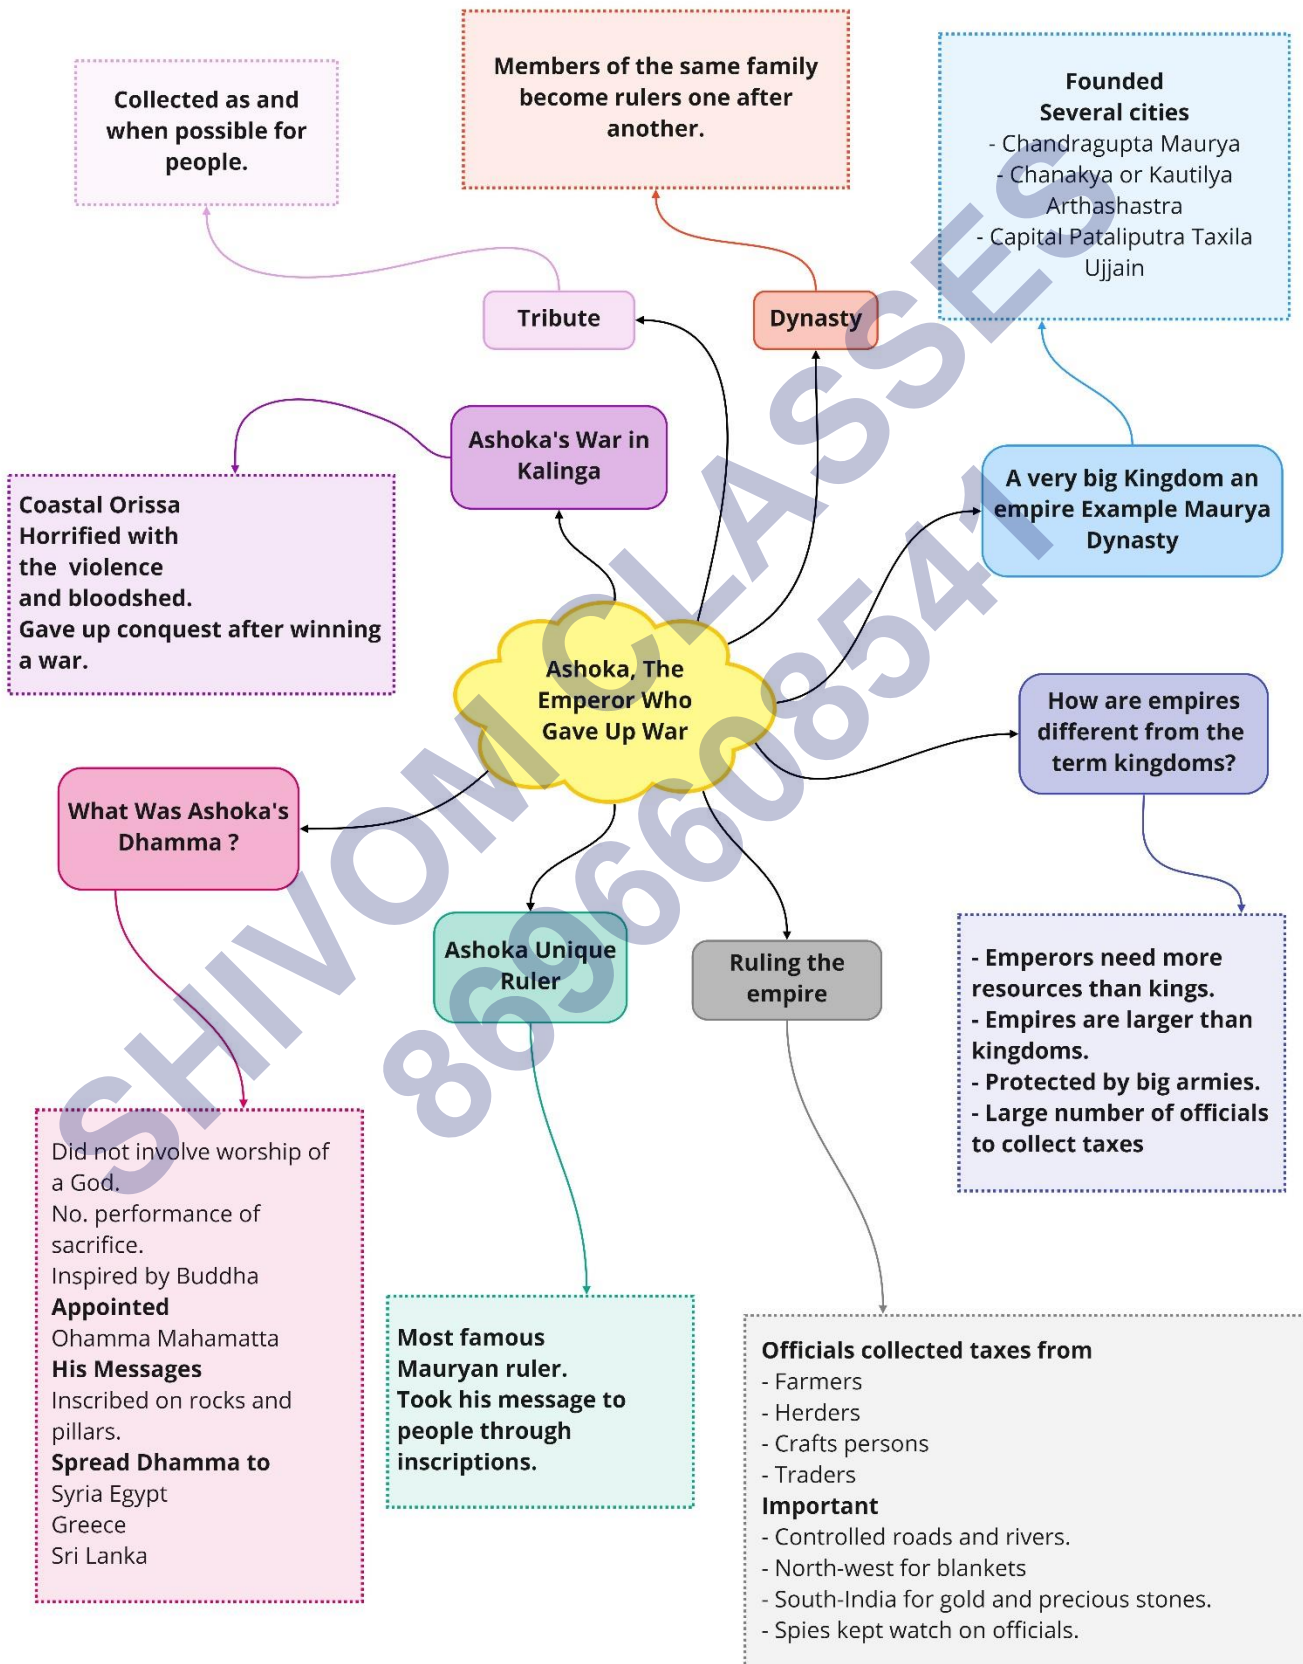 Collected as and
when possible for
people.
Members of the same family
become rulers one after
another.
Founded
Several cities
- Chandragupta Maurya
- Chanakya or Kautilya
Arthashastra
- Capital Pataliputra Taxila
Ujjain
Tribute
Dynasty
Ashoka's War in
Kalinga
A very big Kingdom an
empire Example Maurya
Dynasty
Coastal Orissa
Horrified with
the violence
and bloodshed.
Gave up conquest after winning
a war.
Ashoka, The
Emperor Who
Gave Up War
How are empires
different from the
term kingdoms?
What Was Ashoka's
Dhamma ?
Ashoka Unique
Ruler
Ruling the
empire
- Emperors need more
resources than kings.
- Empires are larger than
kingdoms.
- Protected by big armies.
- Large number of officials
to collect taxes
Did not involve worship of
a God.
No. performance of
sacrifice.
Inspired by Buddha
Appointed
Ohamma Mahamatta
His Messages
Inscribed on rocks and
pillars.
Spread Dhamma to
Syria Egypt
Greece
Sri Lanka
Most famous
Mauryan ruler.
Took his message to
people through
inscriptions.
Officials collected taxes from
- Farmers
- Herders
- Crafts persons
- Traders
Important
- Controlled roads and rivers.
- North-west for blankets
- South-India for gold and precious stones.
- Spies kept watch on officials.
SHIVOM CLASSES
8696608541